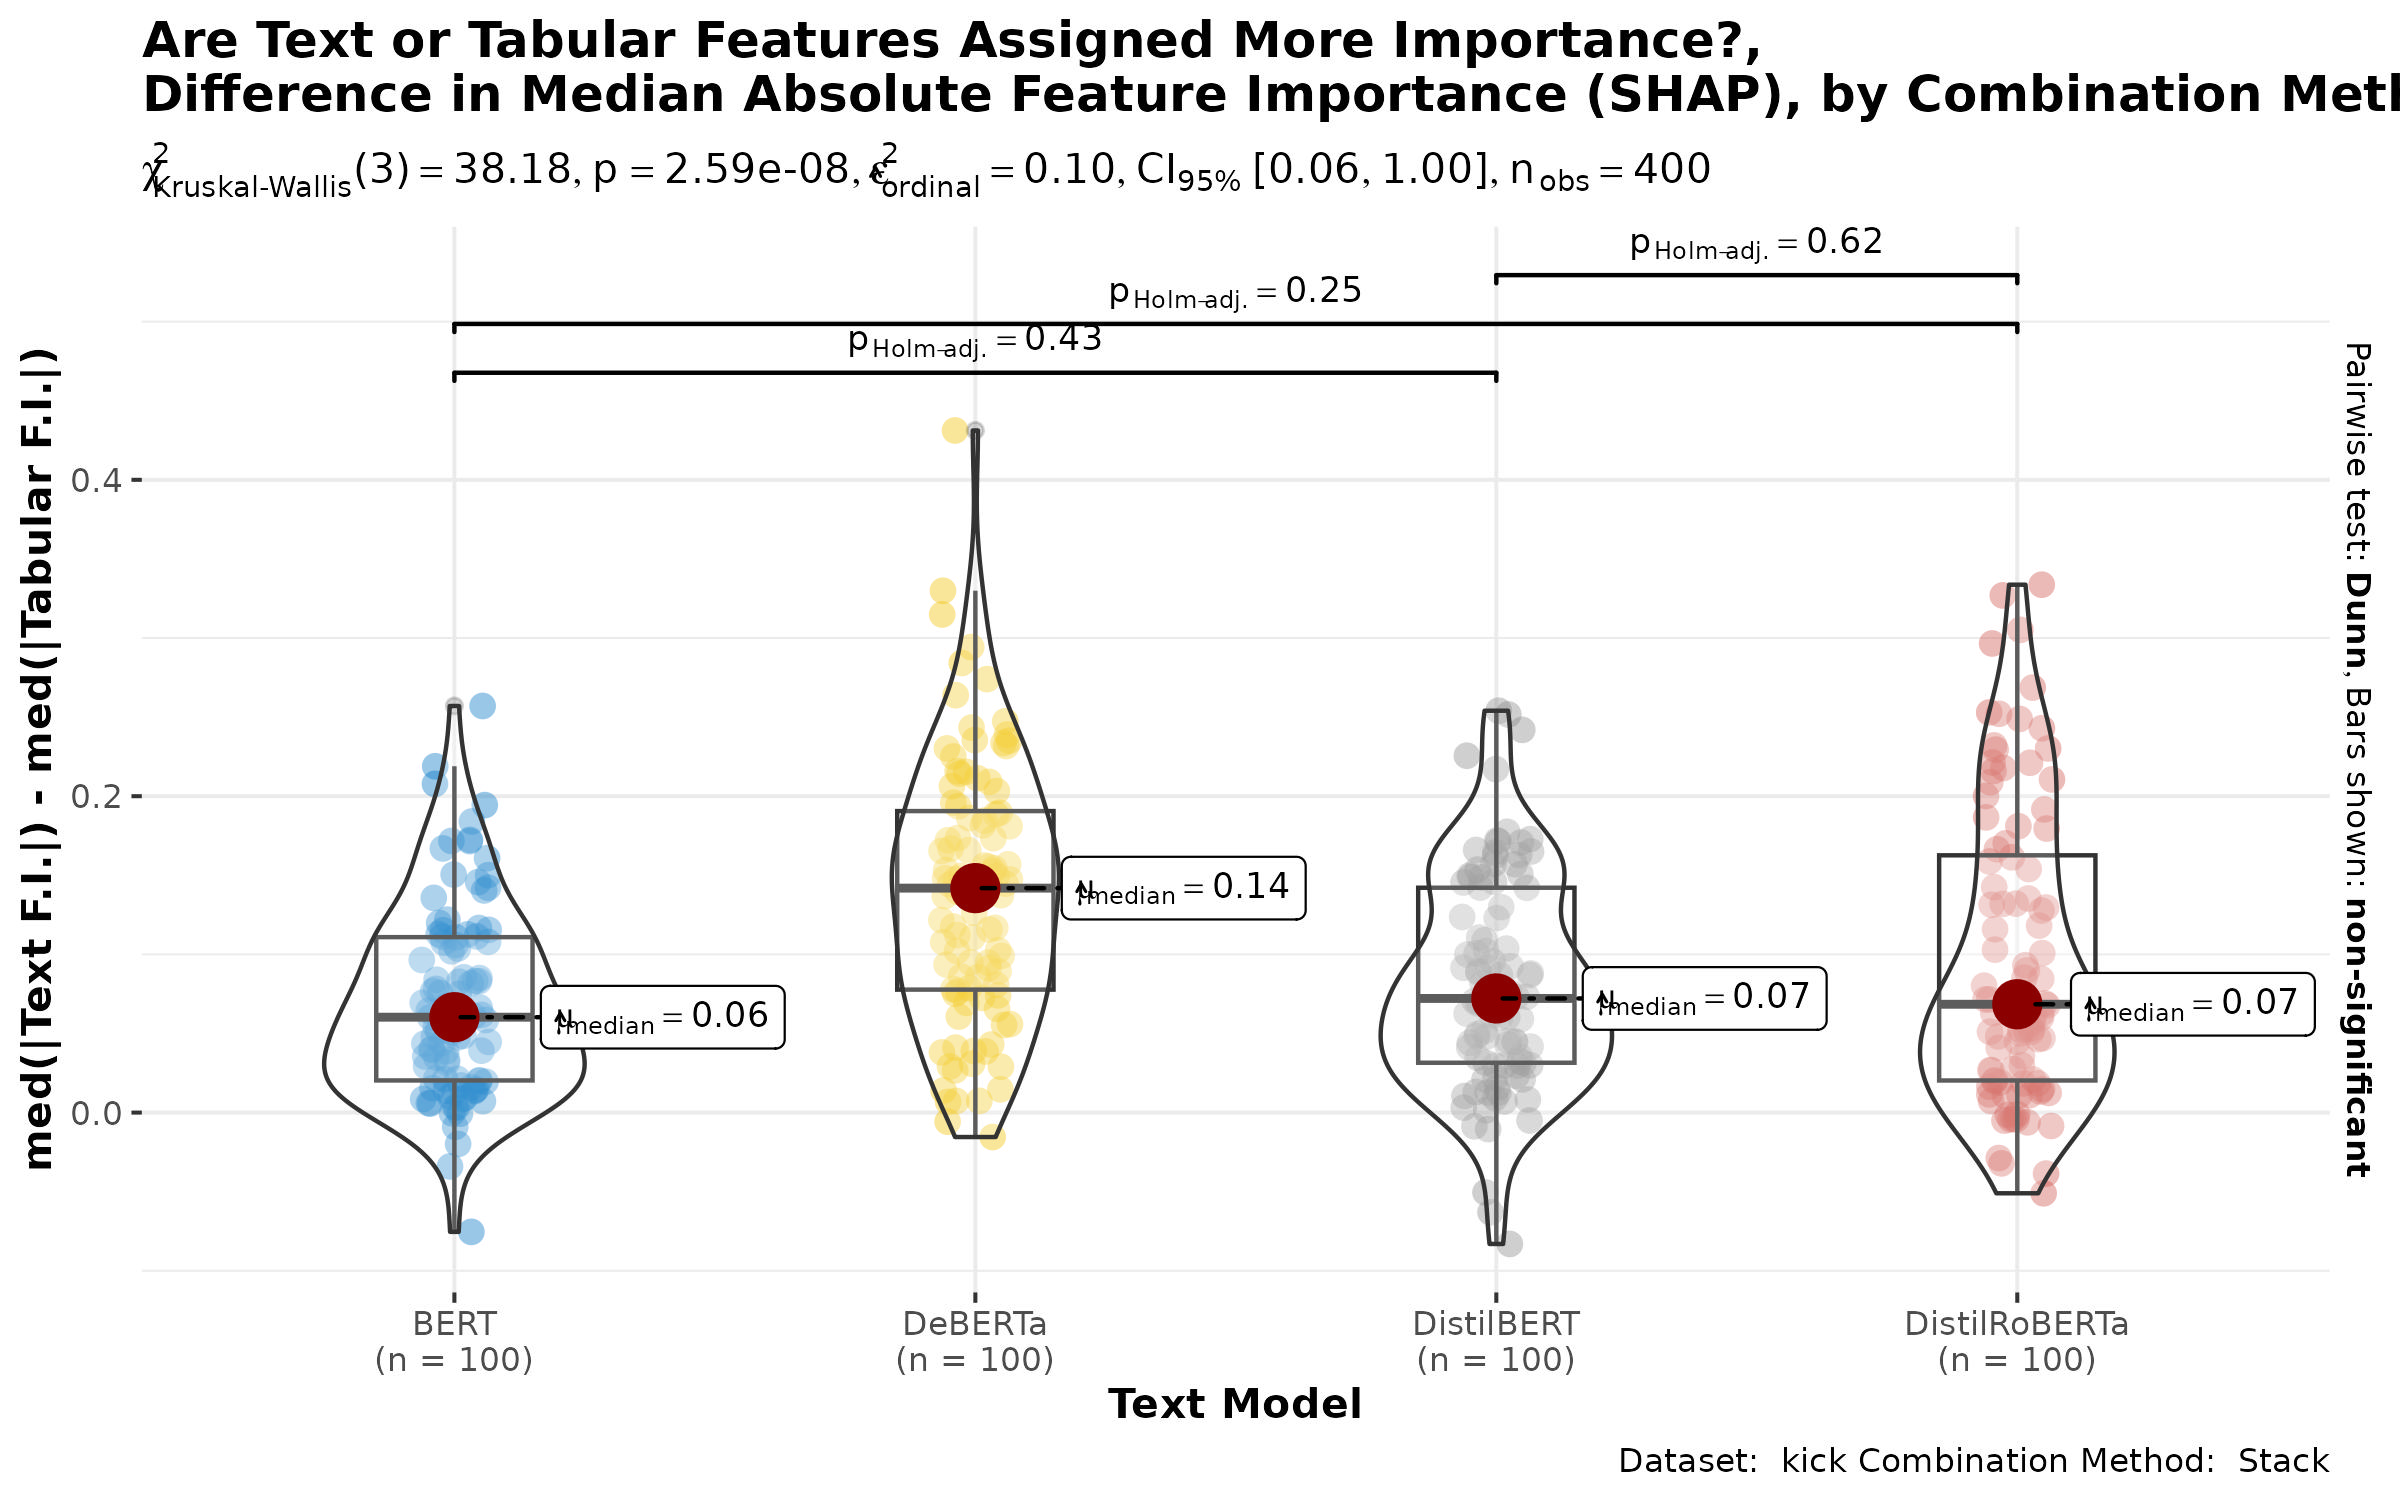 Are Text or Tabular Features Assigned More Importance?,
Difference in Median Absolute Feature Importance (SHAP), by Combination Met
χ²Kruskal-Wallis(3) = 38.18, p = 2.59e-08, ε̂²ordinal = 0.10, CI95% [0.06, 1.00], nobs = 400
pHolm-adj. = 0.62
pHolm-adj. = 0.25
pHolm-adj. = 0.43
med(|Text F.I.|) - med(|Tabular F.I.|)
0.4
0.2
0.0
μ̂median = 0.06
μ̂median = 0.14
μ̂median = 0.07
μ̂median = 0.07
Pairwise test: Dunn, Bars shown: non-significant
BERT
(n = 100)
DeBERTa
(n = 100)
DistilBERT
(n = 100)
DistilRoBERTa
(n = 100)
Text Model
Dataset: kick Combination Method: Stack